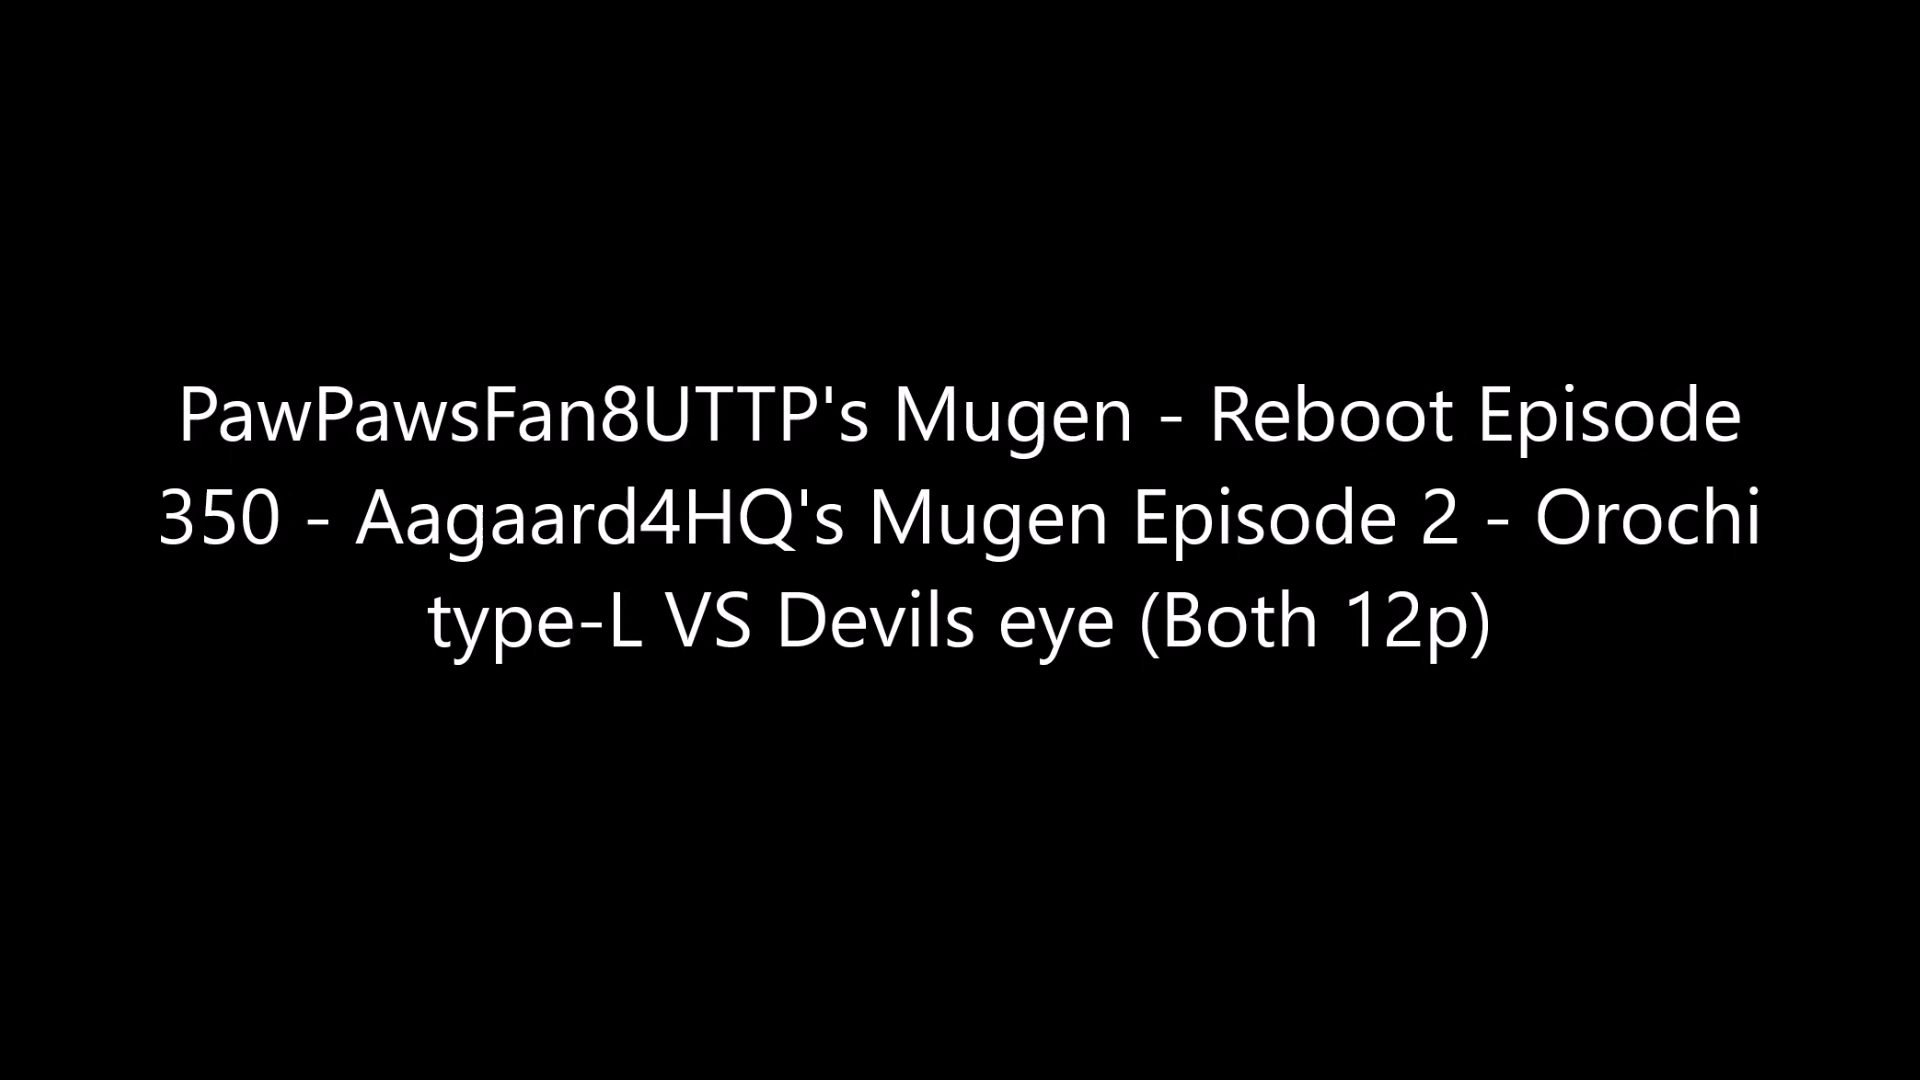 PawPawsFan8UTTP's Mugen - Reboot Episode
350 - Aagaard4HQ's Mugen Episode 2 - Orochi
type-L VS Devils eye (Both 12p)